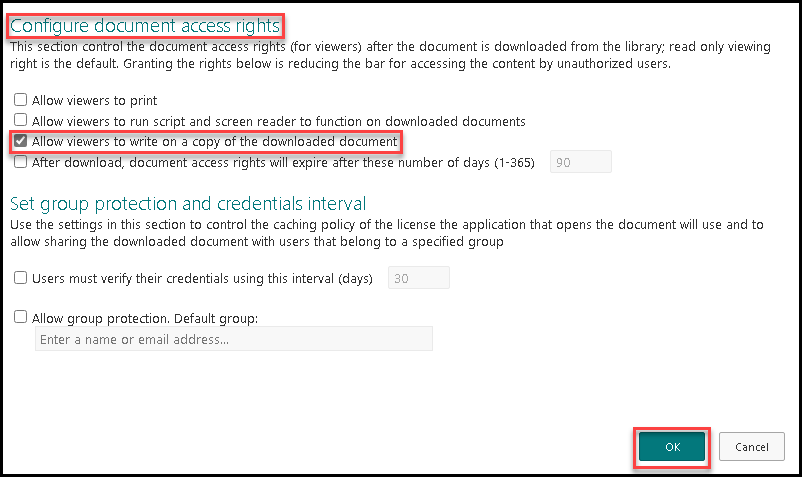 Configure document access rights
This section control the document access rights (for viewers) after the document is downloaded from the library; read only viewing
right is the default. Granting the rights below is reducing the bar for accessing the content by unauthorized users.
Allow viewers to print
Allow viewers to run script and screen reader to function on downloaded documents
Allow viewers to write on a copy of the downloaded document
After download, document access rights will expire after these number of days (1-365) 90
Set group protection and credentials interval
Use the settings in this section to control the caching policy of the license the application that opens the document will use and to
allow sharing the downloaded document with users that belong to a specified group
Users must verify their credentials using this interval (days) 30
Allow group protection. Default group:
Enter a name or email address...
OK Cancel